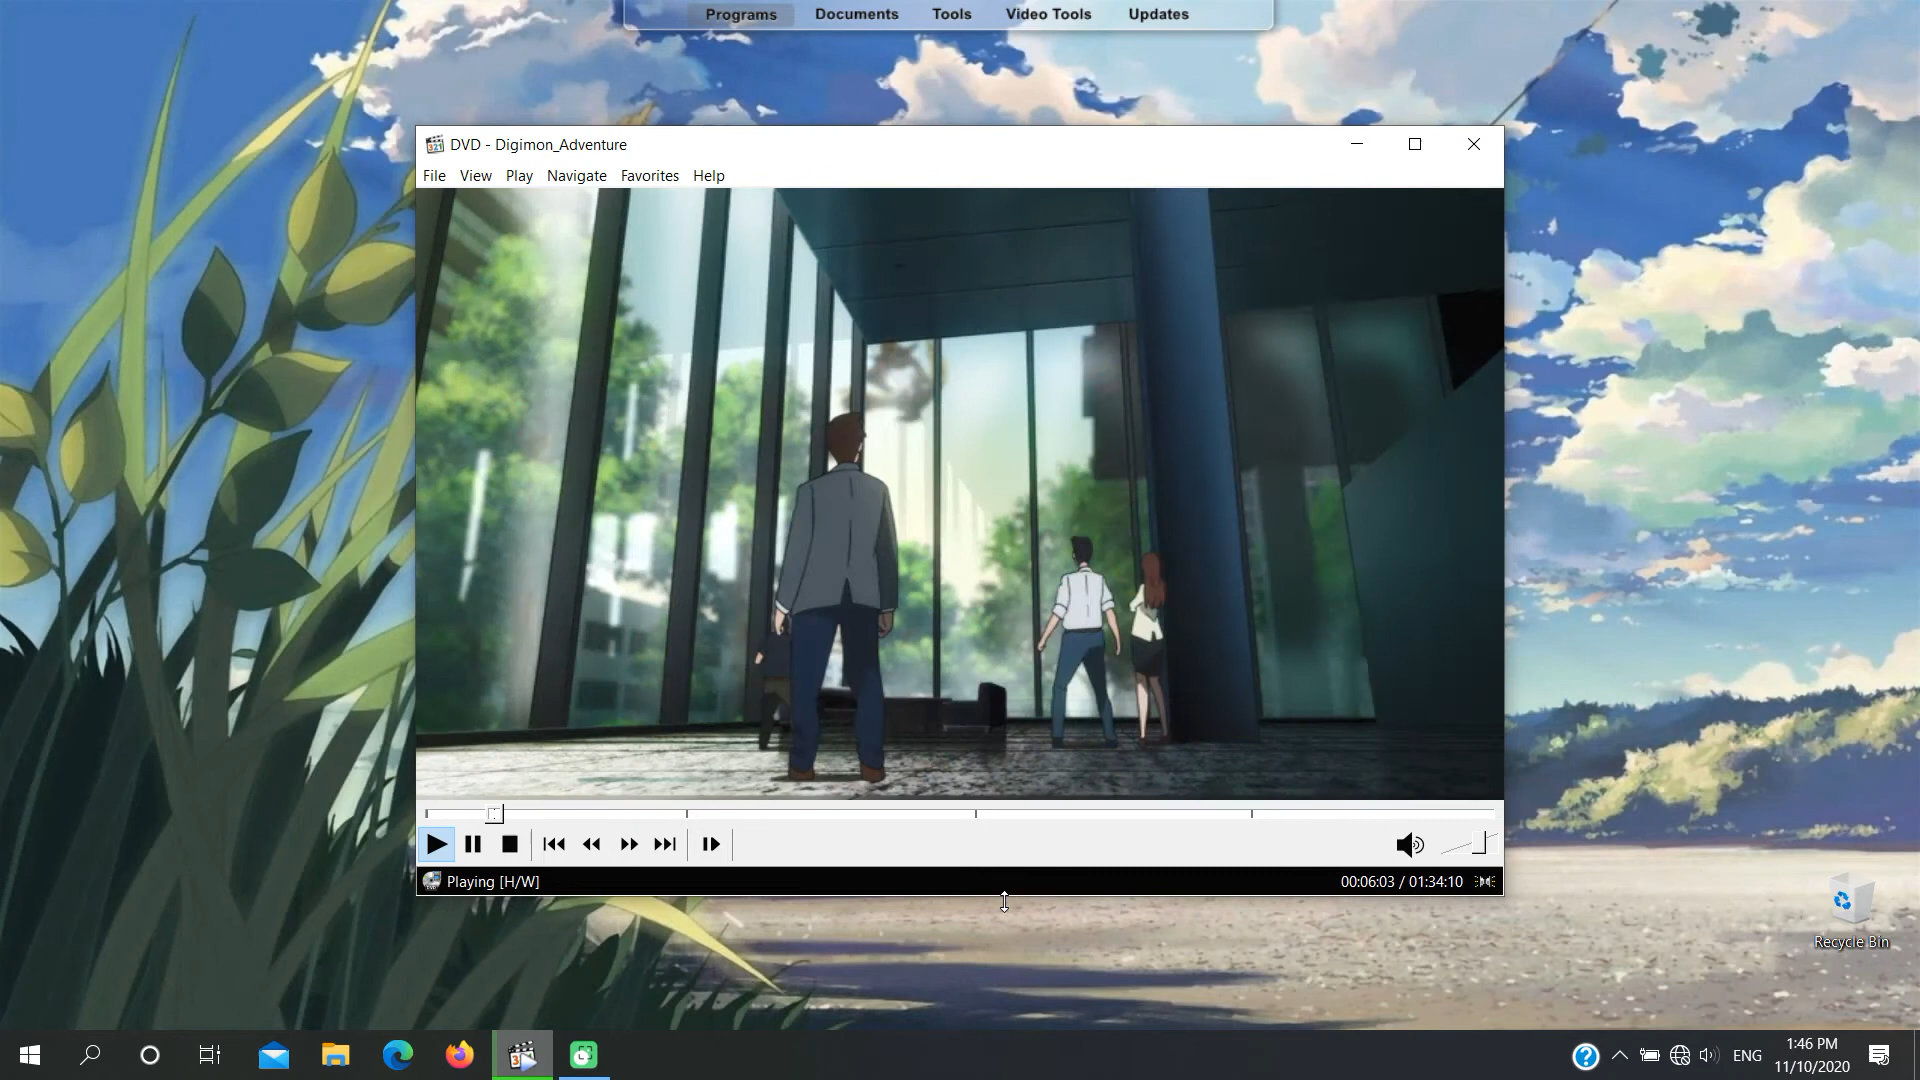 Programs Documents Tools Video Tools Updates
DVD - Digimon_Adventure
File View Play Navigate Favorites Help
Playing [H/W] 00:06:03 / 01:34:10
Recycle Bin
ENG
1:46 PM
11/10/2020